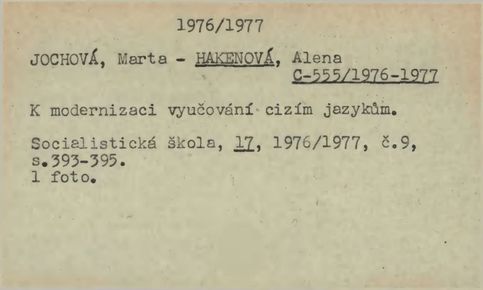 1976/1977
JOCHOVÁ, Marta - HAKENOVÁ, Alena
C-555/1976-1977
K modernizaci vyučování cizím jazykům.
Socialistická škola, 17, 1976/1977, č.9,
s.393-395.
1 foto.